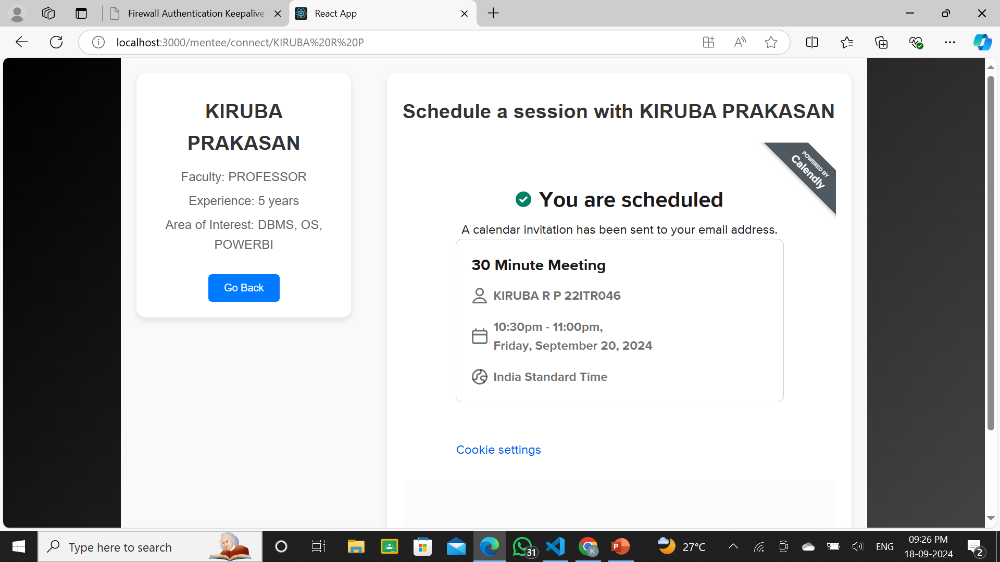 Firewall Authentication Keepalive
React App
localhost:3000/mentee/connect/KIRUBA%20R%20P
KIRUBA
PRAKASAN
Faculty: PROFESSOR
Experience: 5 years
Area of Interest: DBMS, OS,
POWERBI
Go Back
Schedule a session with KIRUBA PRAKASAN
POWERED BY
Calendly
You are scheduled
A calendar invitation has been sent to your email address.
30 Minute Meeting
KIRUBA R P 22ITR046
10:30pm - 11:00pm,
Friday, September 20, 2024
India Standard Time
Cookie settings
Type here to search
31
K
P
27°C
ENG
09:26 PM
18-09-2024
2